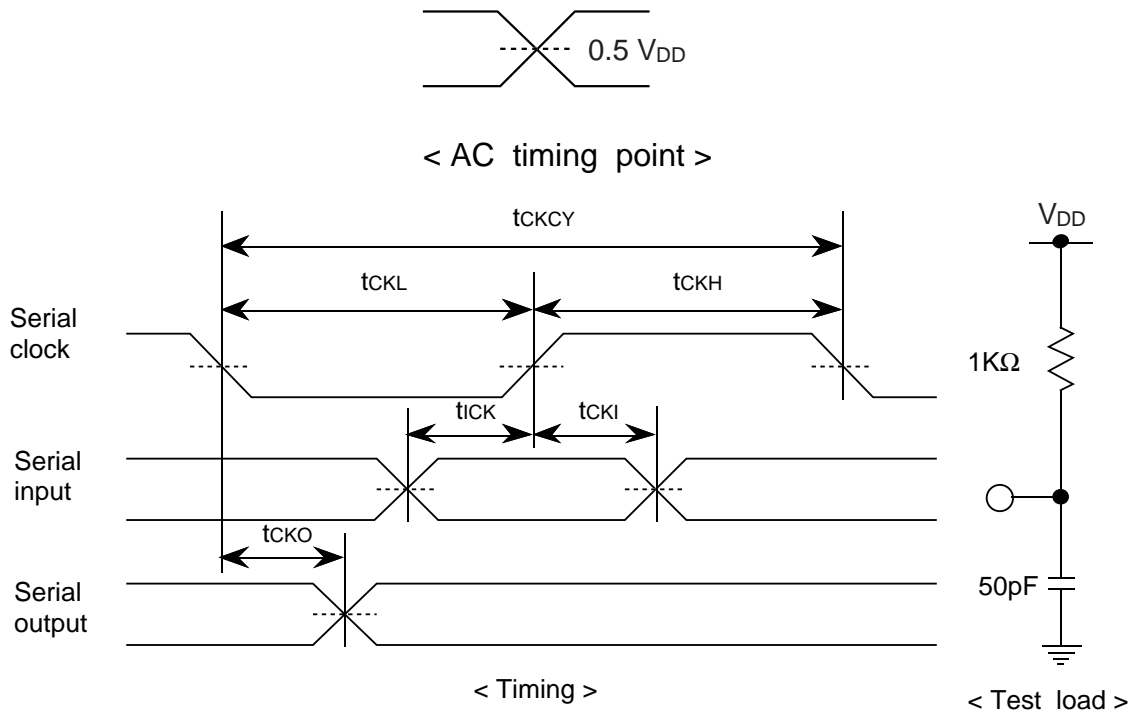 0.5 VDD
< AC timing point >
tCKCY
VDD
tCKL
tCKH
Serial
clock
1KΩ
tICK
tCKI
Serial
input
tCKO
Serial
output
50pF
< Timing >
< Test load >